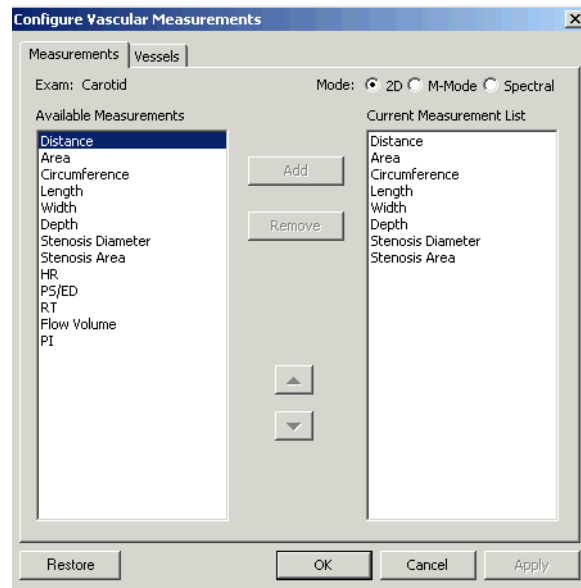 Configure Vascular Measurements
Measurements Vessels
Exam: Carotid Mode: 2D M-Mode Spectral
Available Measurements Current Measurement List
Distance
Area
Circumference
Length
Width
Depth
Stenosis Diameter
Stenosis Area
HR
PS/ED
RT
Flow Volume
PI
Add
Remove
Distance
Area
Circumference
Length
Width
Depth
Stenosis Diameter
Stenosis Area
Restore OK Cancel Apply